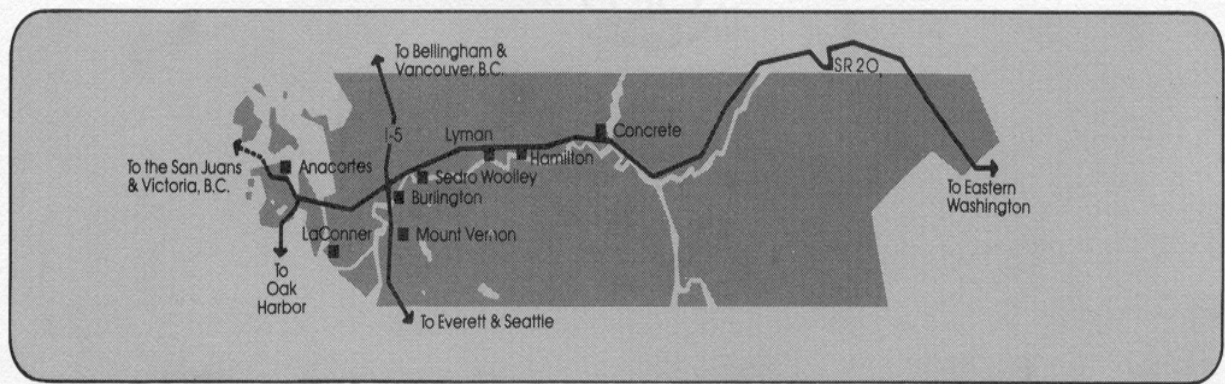 To Bellingham &
Vancouver, B.C.
SR 20
I-5
Lyman
Concrete
Hamilton
To the San Juans
& Victoria, B.C.
Anacortes
Sedro Woolley
To Eastern
Washington
Burlington
LaConner
Mount Vernon
To
Oak
Harbor
To Everett & Seattle